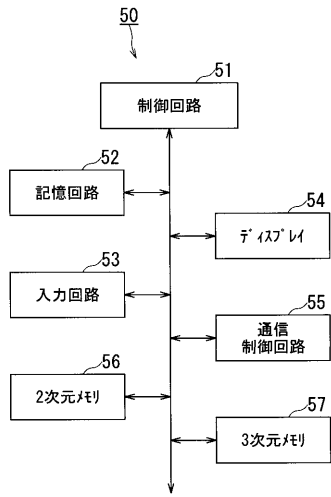 50
51
制御回路
52
記憶回路
54
ディスプレイ
53
入力回路
55
通信
制御回路
56
2次元メモリ
57
3次元メモリ